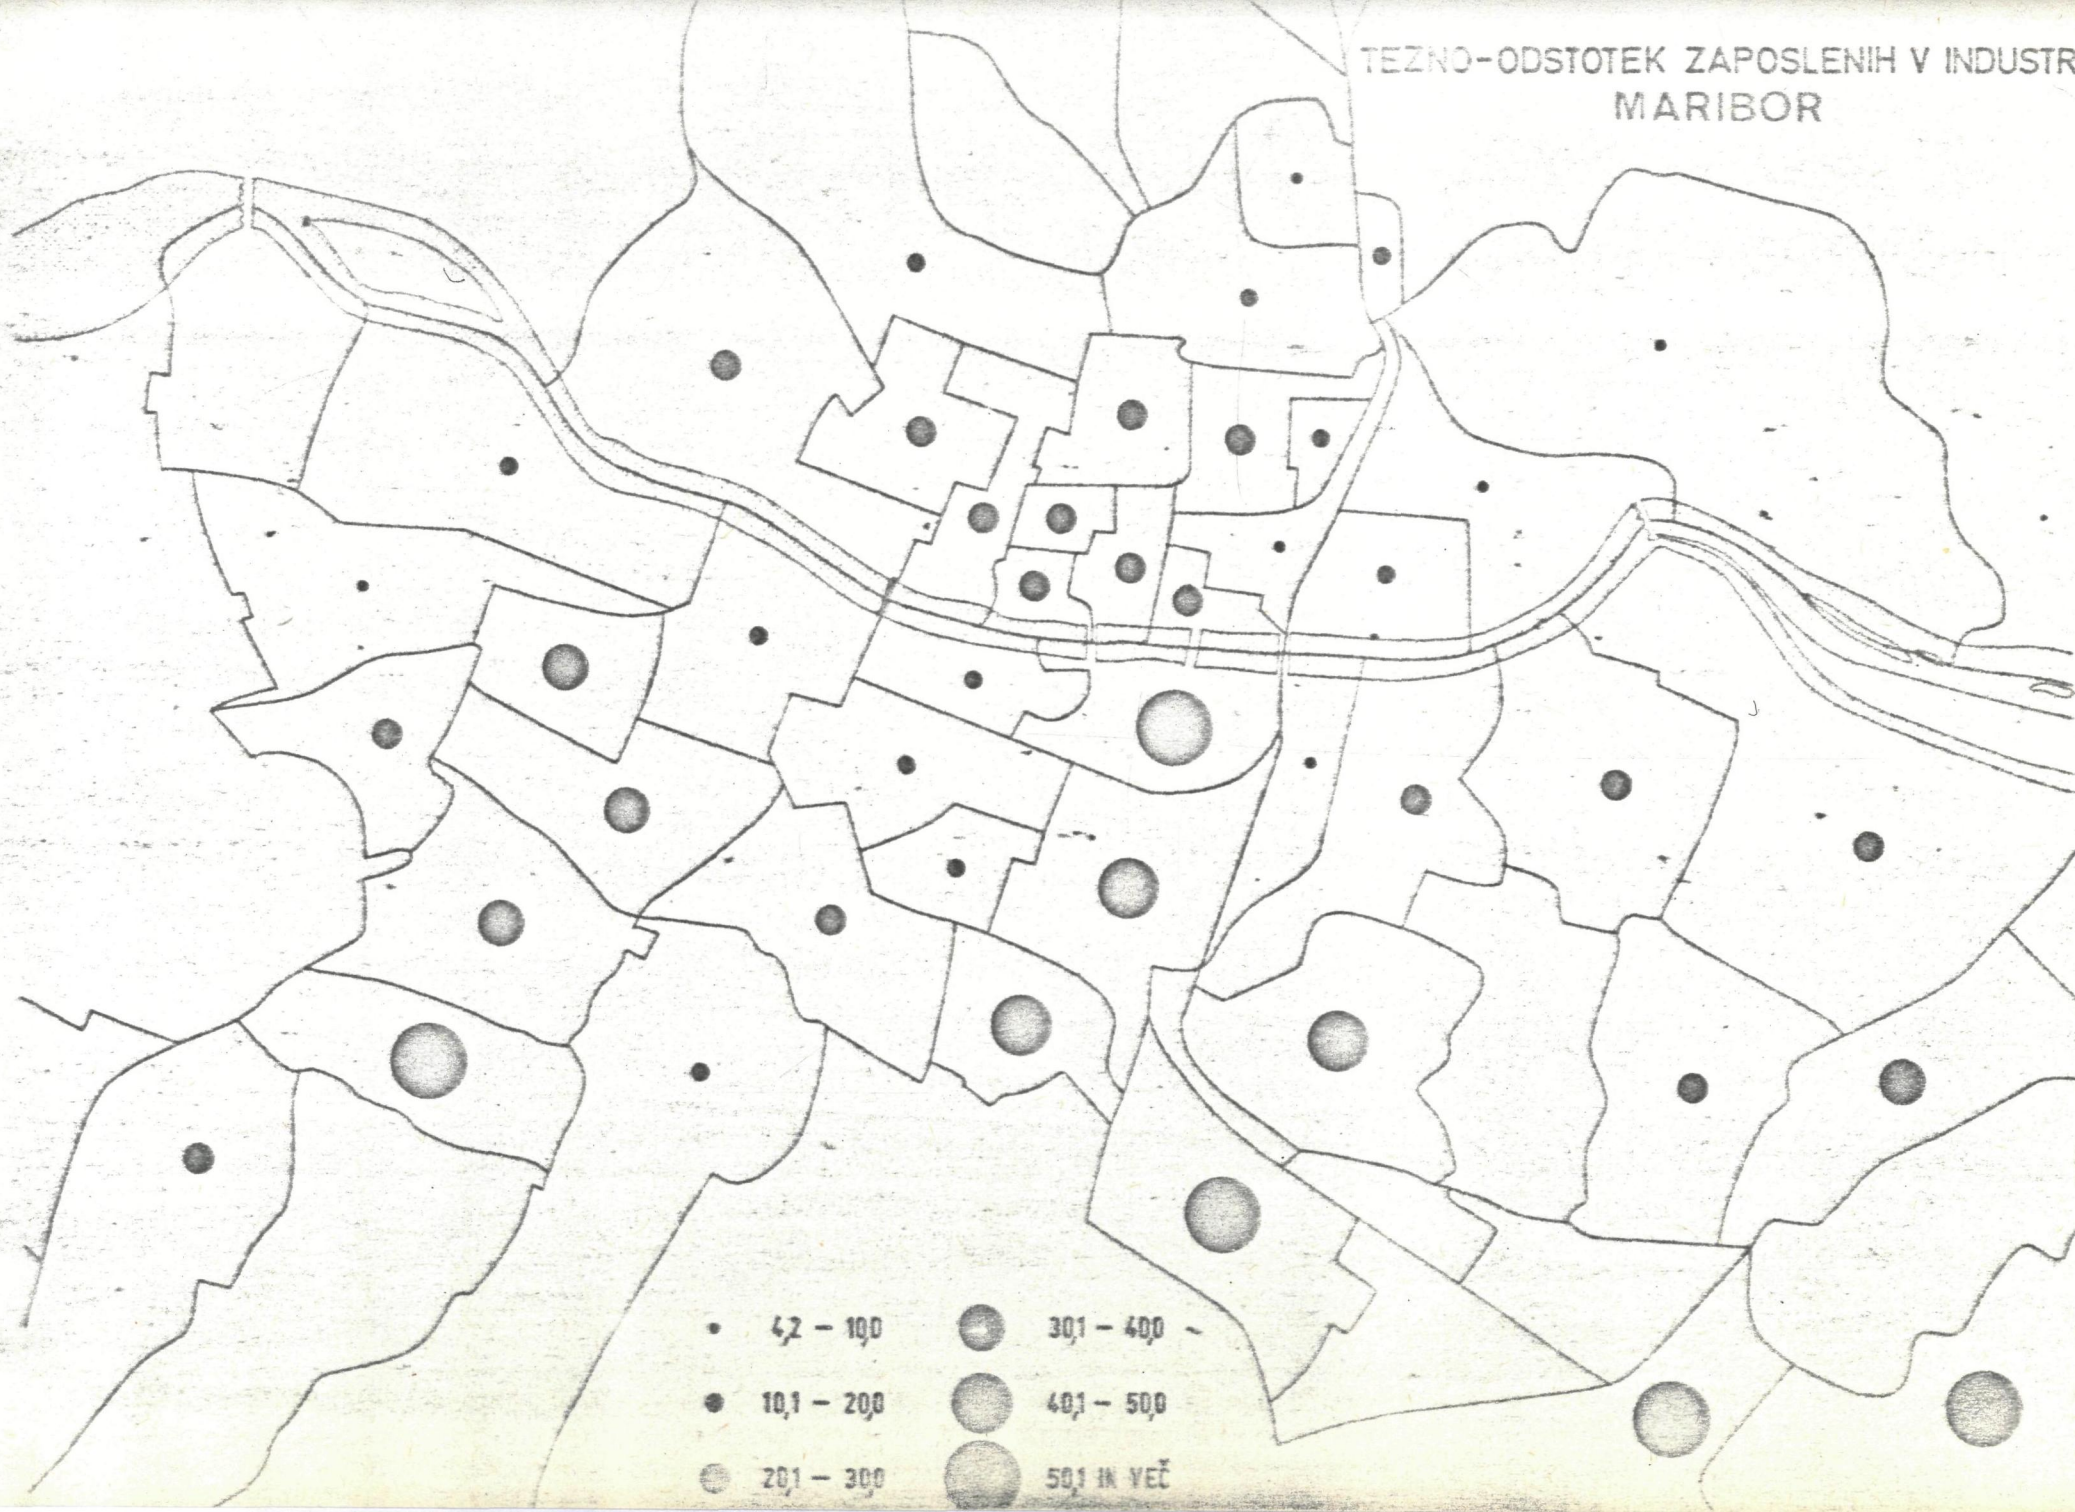 TEZNO-ODSTOTEK ZAPOSLENIH V INDUSTR
MARIBOR
4,2 - 10,0
10,1 - 20,0
20,1 - 30,0
30,1 - 40,0
40,1 - 50,0
50,1 IN VEČ